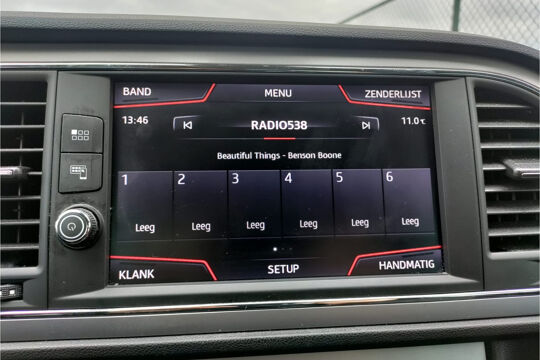 BAND MENU ZENDERLIJST
13:46 RADIO538 11.0 °C
Beautiful Things - Benson Boone
1 2 3 4 5 6
Leeg Leeg Leeg Leeg Leeg Leeg
KLANK SETUP HANDMATIG